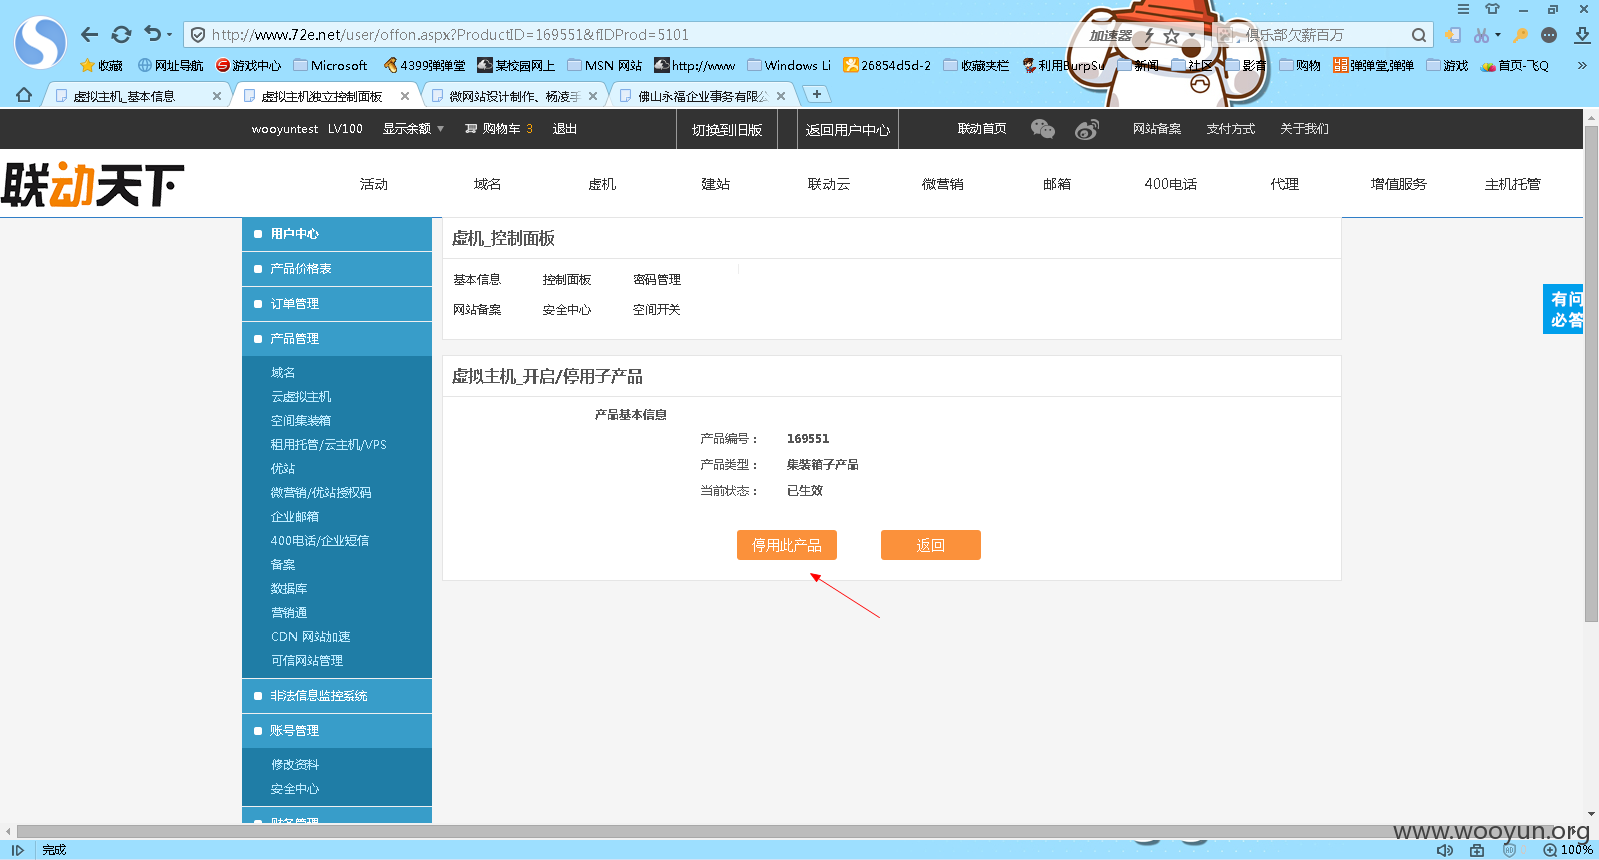 http://www.72e.net/user/offon.aspx?ProductID=169551&fIDProd=5101
加速器
俱乐部欠薪百万
收藏 网址导航 游戏中心 Microsoft 4399弹弹堂 某校园网上 MSN 网站 http://www Windows Li 26854d5d-2 收藏夹栏 利用BurpSu 新闻 社区 影音 购物 弹弹堂,弹弹 游戏 首页-飞Q »
虚拟主机_基本信息 虚拟主机独立控制面板 微网站设计制作、杨凌手 佛山永福企业事务有限公
wooyuntest LV100 显示余额 购物车 3 退出 切换到旧版 返回用户中心 联动首页 网站备案 支付方式 关于我们
联动天下
活动 域名 虚机 建站 联动云 微营销 邮箱 400电话 代理 增值服务 主机托管
用户中心
产品价格表
订单管理
产品管理
域名
云虚拟主机
空间集装箱
租用托管/云主机/VPS
优站
微营销/优站授权码
企业邮箱
400电话/企业短信
备案
数据库
营销通
CDN 网站加速
可信网站管理
非法信息监控系统
账号管理
修改资料
安全中心
财务管理
虚机_控制面板
基本信息 控制面板 密码管理
网站备案 安全中心 空间开关
虚拟主机_开启/停用子产品
产品基本信息
产品编号： 169551
产品类型： 集装箱子产品
当前状态： 已生效
停用此产品 返回
有问
必答
www.wooyun.org
完成
100%